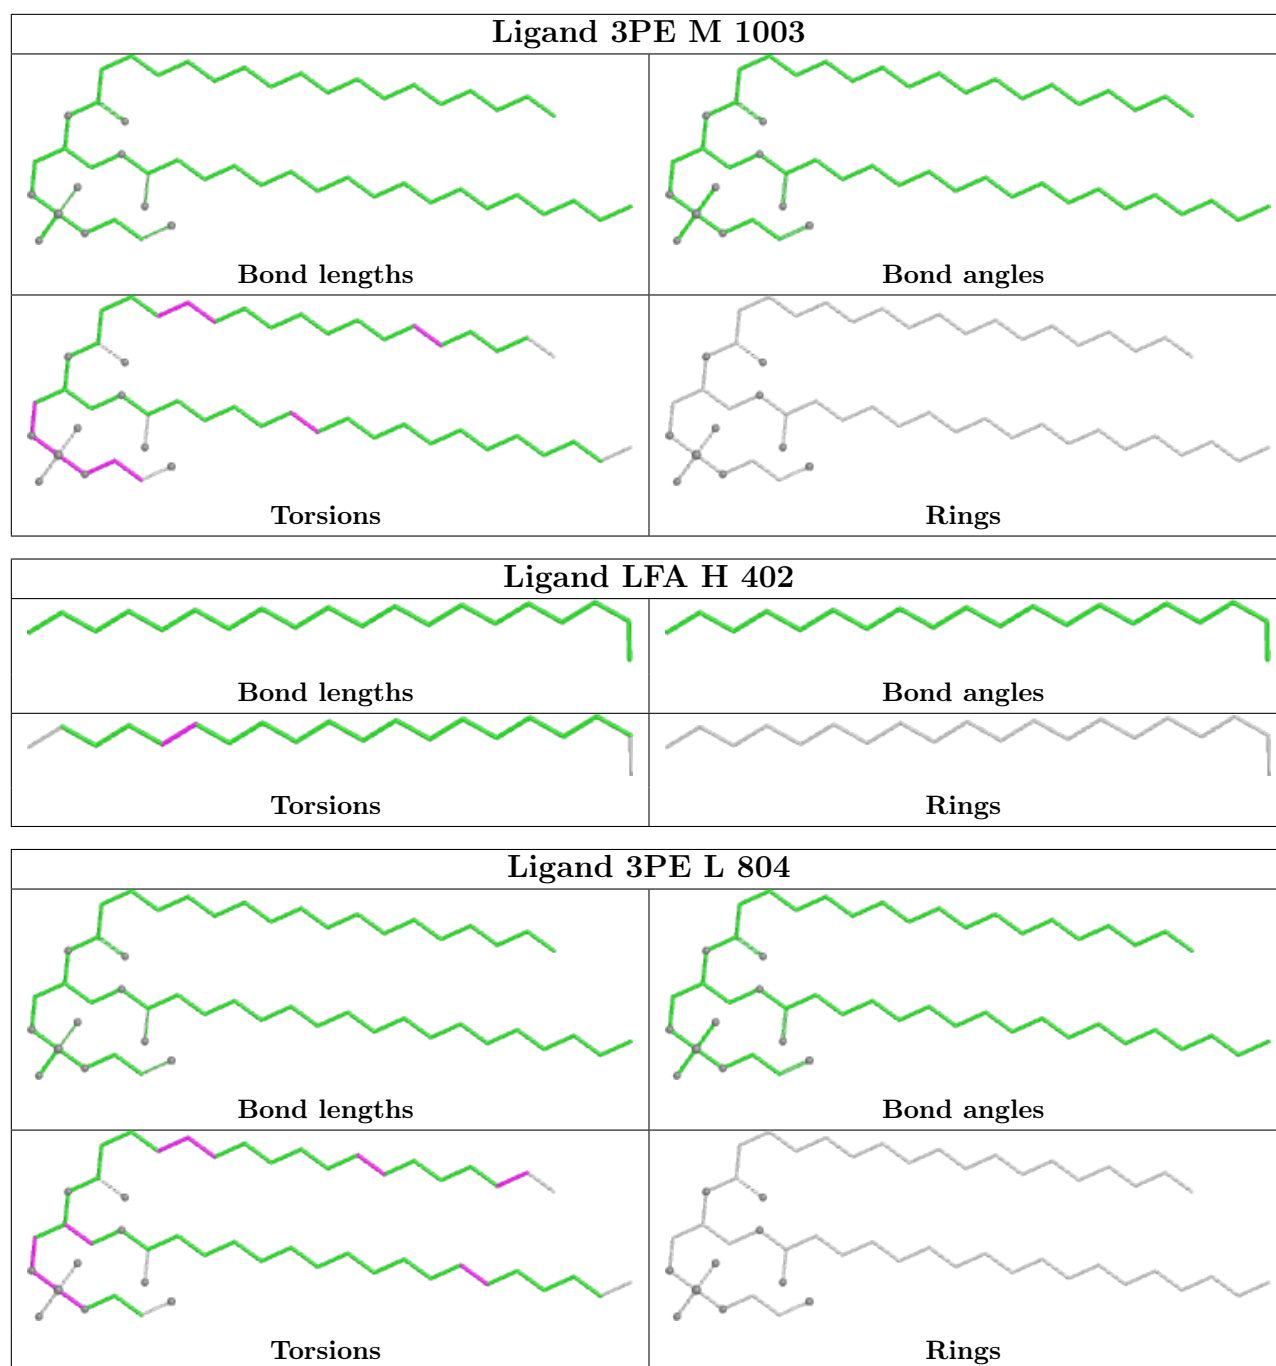 Ligand 3PE M 1003
Bond lengths
Bond angles
Torsions
Rings
Ligand LFA H 402
Bond lengths
Bond angles
Torsions
Rings
Ligand 3PE L 804
Bond lengths
Bond angles
Torsions
Rings